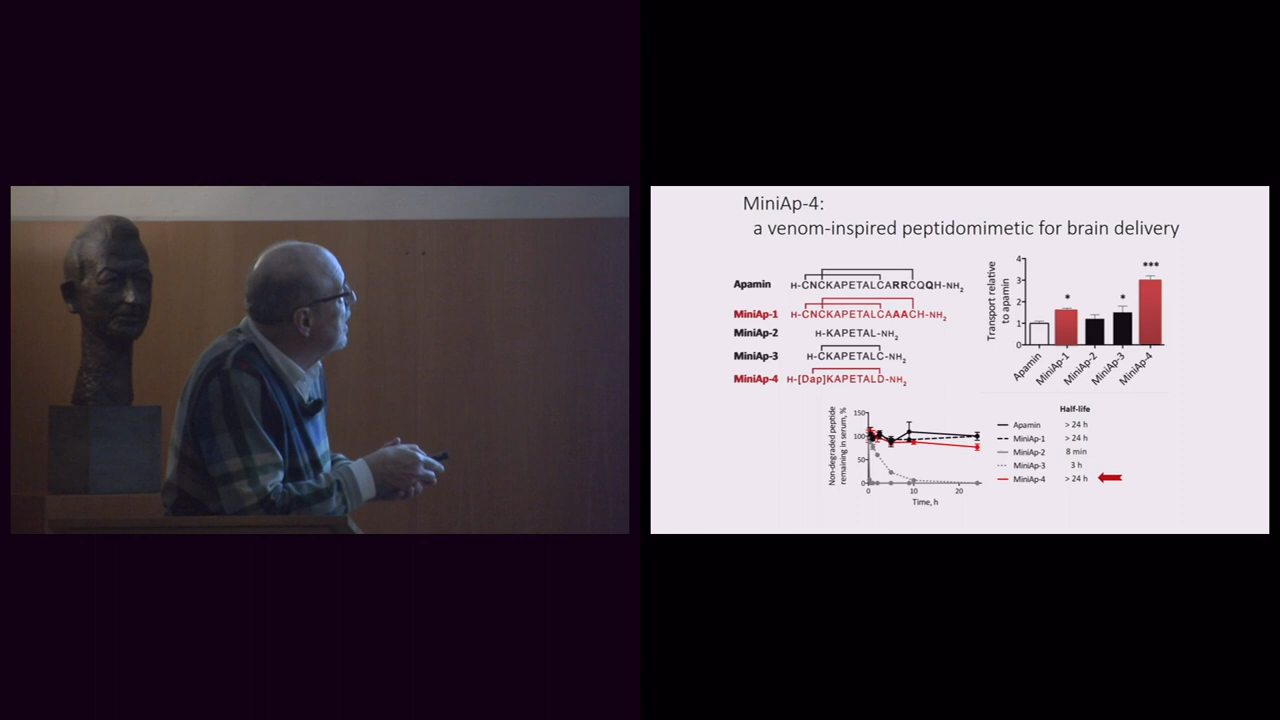 MiniAp-4:
a venom-inspired peptidomimetic for brain delivery
Apamin H-CNCKAPETALCARRCQQH-NH2
MiniAp-1 H-CNCKAPETALCAAACH-NH2
MiniAp-2 H-KAPETAL-NH2
MiniAp-3 H-CKAPETALC-NH2
MiniAp-4 H-[Dap]KAPETALD-NH2
Transport relative
to apamin
4
3
2
1
0
*
*
***
Apamin
MiniAp-1
MiniAp-2
MiniAp-3
MiniAp-4
Non-degraded peptide
remaining in serum, %
150
100
50
0
0 10 20
Time, h
Half-life
Apamin > 24 h
MiniAp-1 > 24 h
MiniAp-2 8 min
MiniAp-3 3 h
MiniAp-4 > 24 h